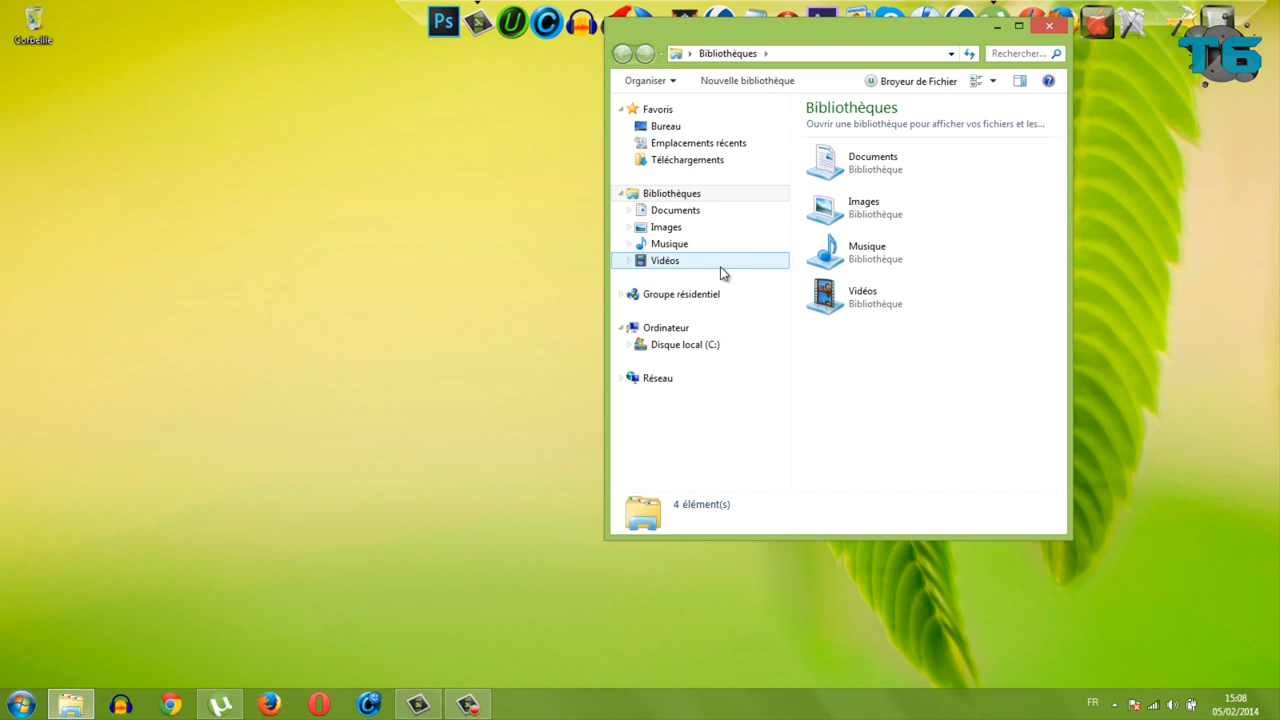 Corbeille
Ps
T6
Bibliothèques
Rechercher...
Organiser
Nouvelle bibliothèque
Broyeur de Fichier
Favoris
Bureau
Emplacements récents
Téléchargements
Bibliothèques
Documents
Images
Musique
Vidéos
Groupe résidentiel
Ordinateur
Disque local (C:)
Réseau
Bibliothèques
Ouvrir une bibliothèque pour afficher vos fichiers et les...
Documents
Bibliothèque
Images
Bibliothèque
Musique
Bibliothèque
Vidéos
Bibliothèque
4 élément(s)
FR
15:08
05/02/2014